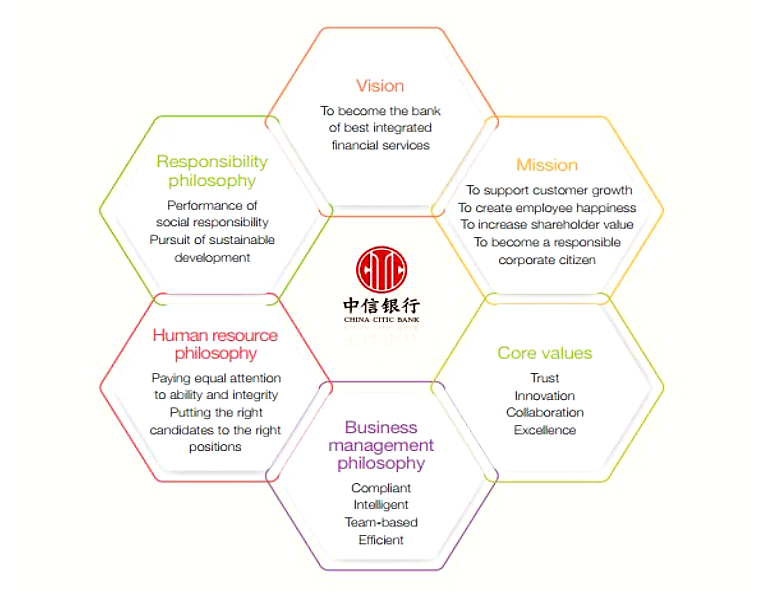 Vision
To become the bank
of best integrated
financial services
Mission
To support customer growth
To create employee happiness
To increase shareholder value
To become a responsible
corporate citizen
Core values
Trust
Innovation
Collaboration
Excellence
Business
management
philosophy
Compliant
Intelligent
Team-based
Efficient
Human resource
philosophy
Paying equal attention
to ability and integrity
Putting the right
candidates to the right
positions
Responsibility
philosophy
Performance of
social responsibility
Pursuit of sustainable
development
中信银行
CHINA CITIC BANK